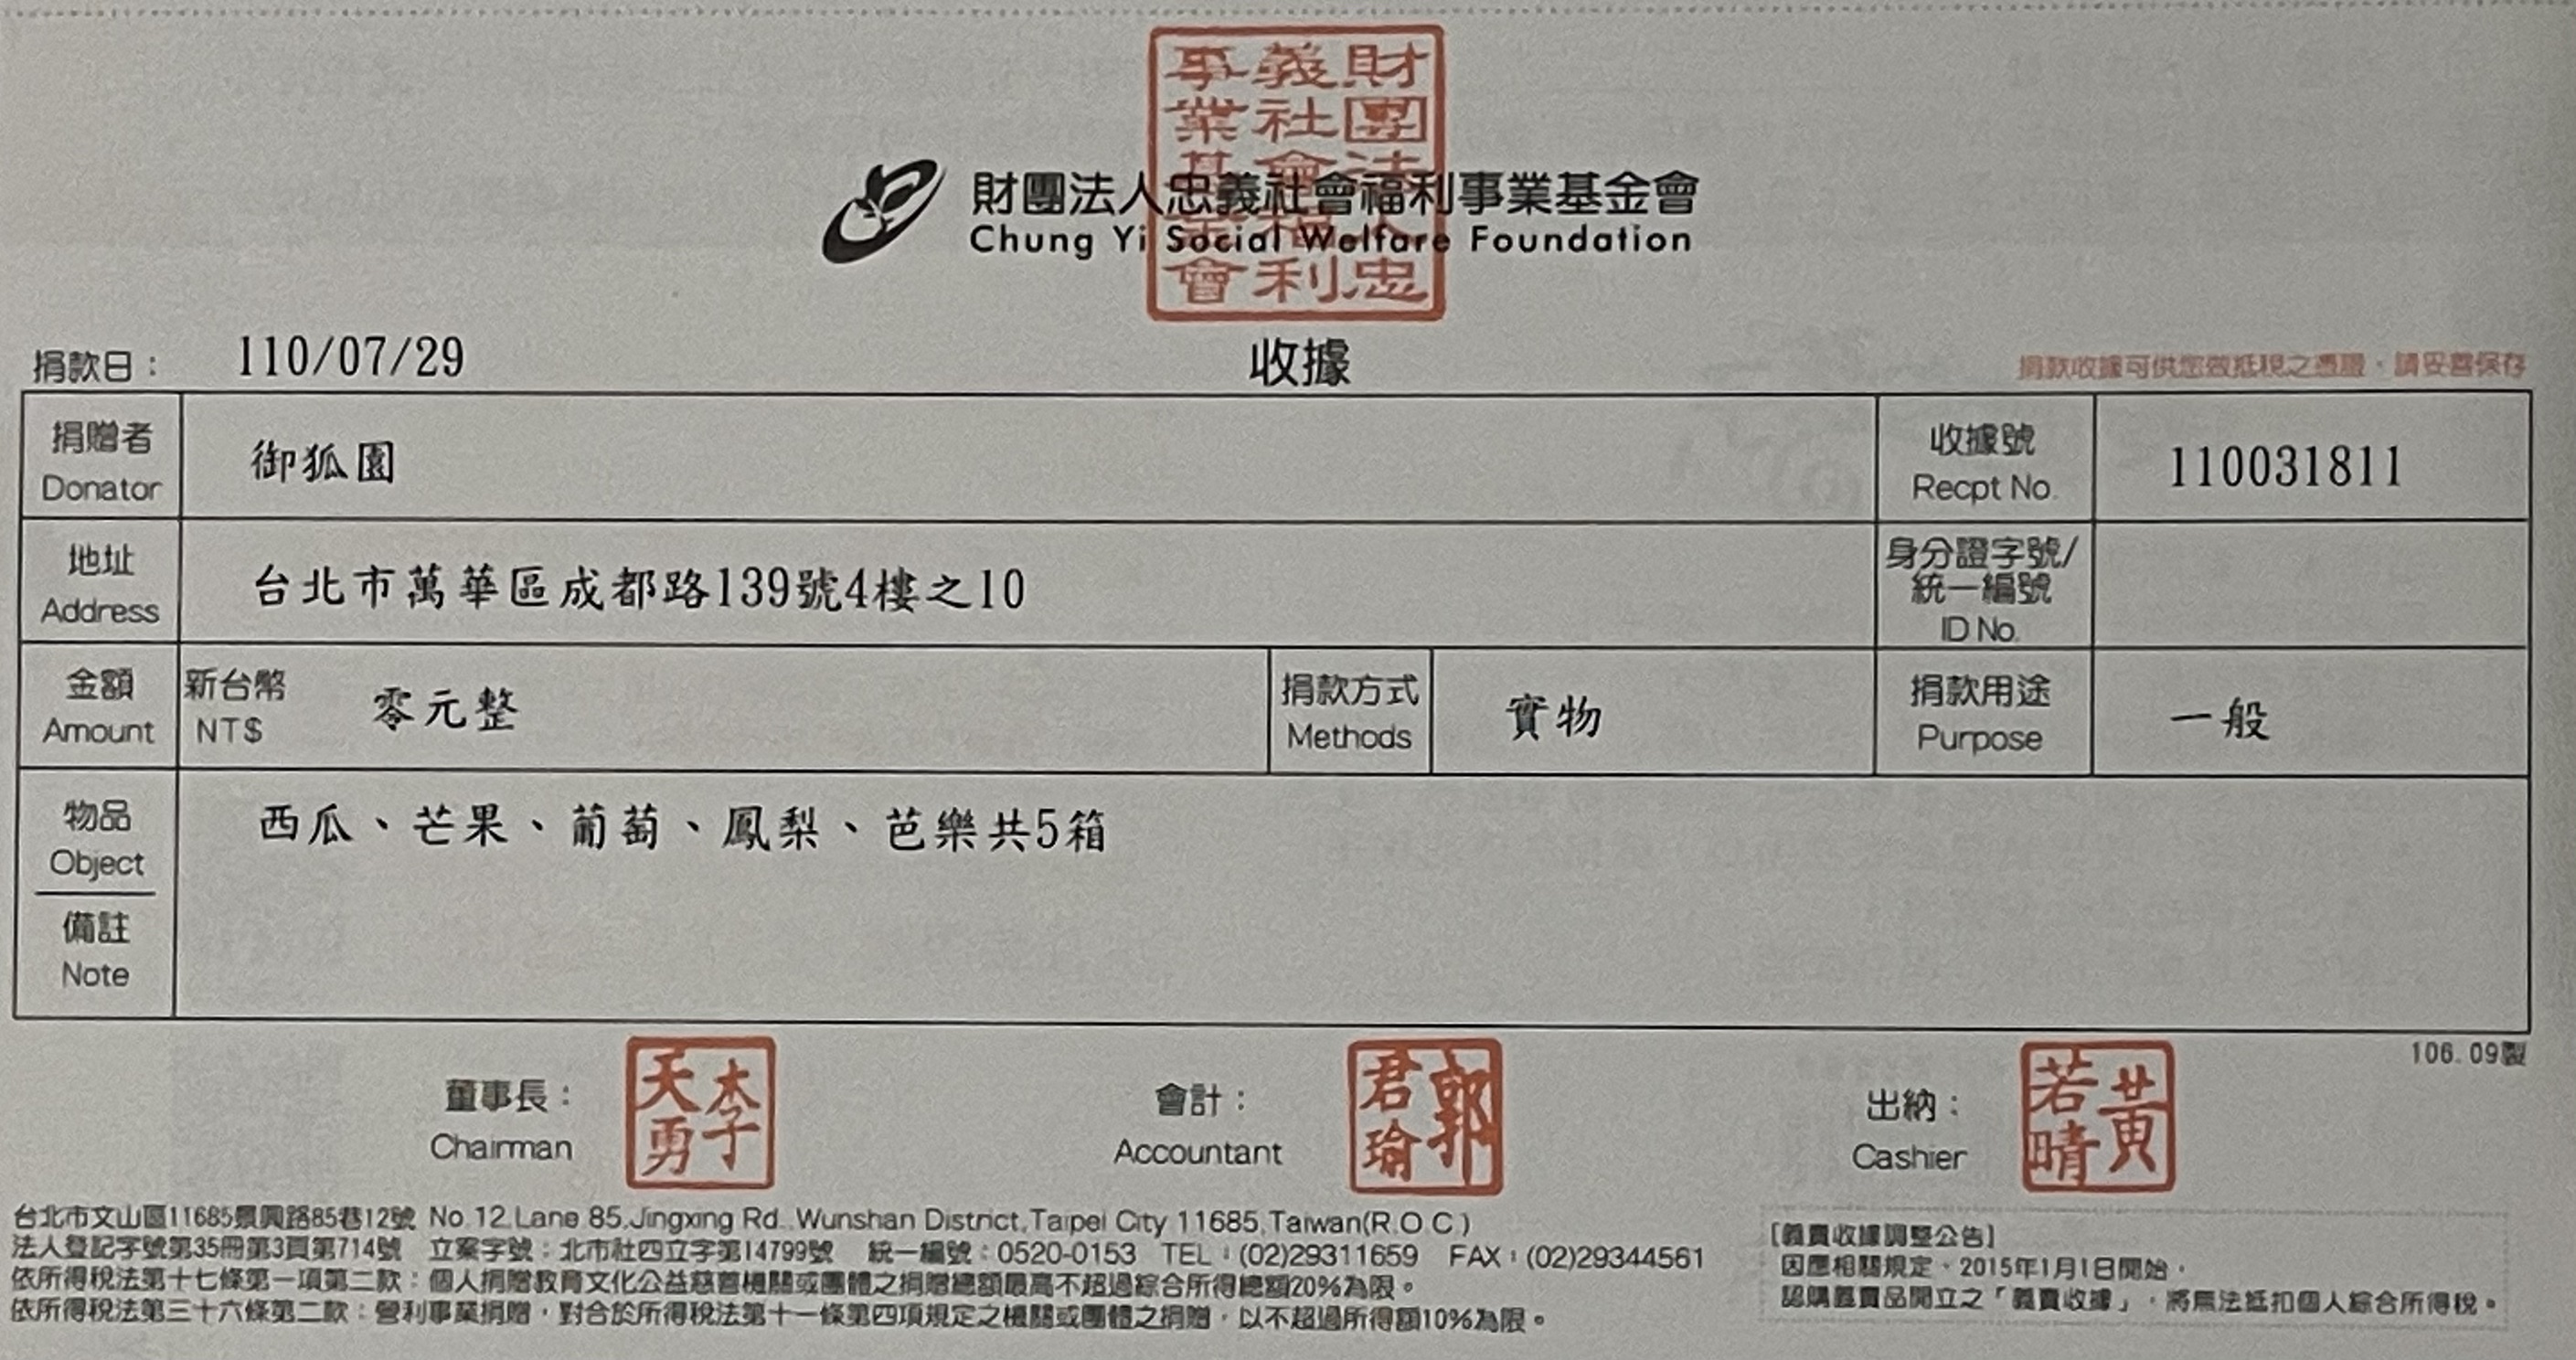 財團法人忠義社會福利事業基金會
Chung Yi Social Welfare Foundation
財團法人忠義社會福利事業基金會
捐款日： 110/07/29
收據
捐款收據可供您做抵稅之憑證，請妥善保存
捐贈者 Donator 御狐園 收據號 Recpt No. 110031811
地址 Address 台北市萬華區成都路139號4樓之10 身分證字號/統一編號 ID No.
金額 Amount 新台幣 NT$ 零元整 捐款方式 Methods 實物 捐款用途 Purpose 一般
物品 Object 西瓜、芒果、葡萄、鳳梨、芭樂共5箱
備註 Note
106.09製
董事長： Chairman 李天勇 會計： Accountant 郭君瑜 出納： Cashier 黃若晴
台北市文山區11685景興路85巷12號 No.12,Lane 85,Jingxing Rd.,Wunshan District,Taipei City 11685,Taiwan(R.O.C.)
法人登記字號第35冊第3頁第714號 立案字號：北市社四立字第14799號 統一編號：0520-0153 TEL：(02)29311659 FAX：(02)29344561
依所得稅法第十七條第一項第二款：個人捐贈教育文化公益慈善機關或團體之捐贈總額最高不超過綜合所得總額20%為限。
依所得稅法第三十六條第二款：營利事業捐贈，對合於所得稅法第十一條第四項規定之機關或團體之捐贈，以不超過所得額10%為限。
[義賣收據調整公告]
因應相關規定，2015年1月1日開始，
認購義賣品開立之「義賣收據」，將無法抵扣個人綜合所得稅。